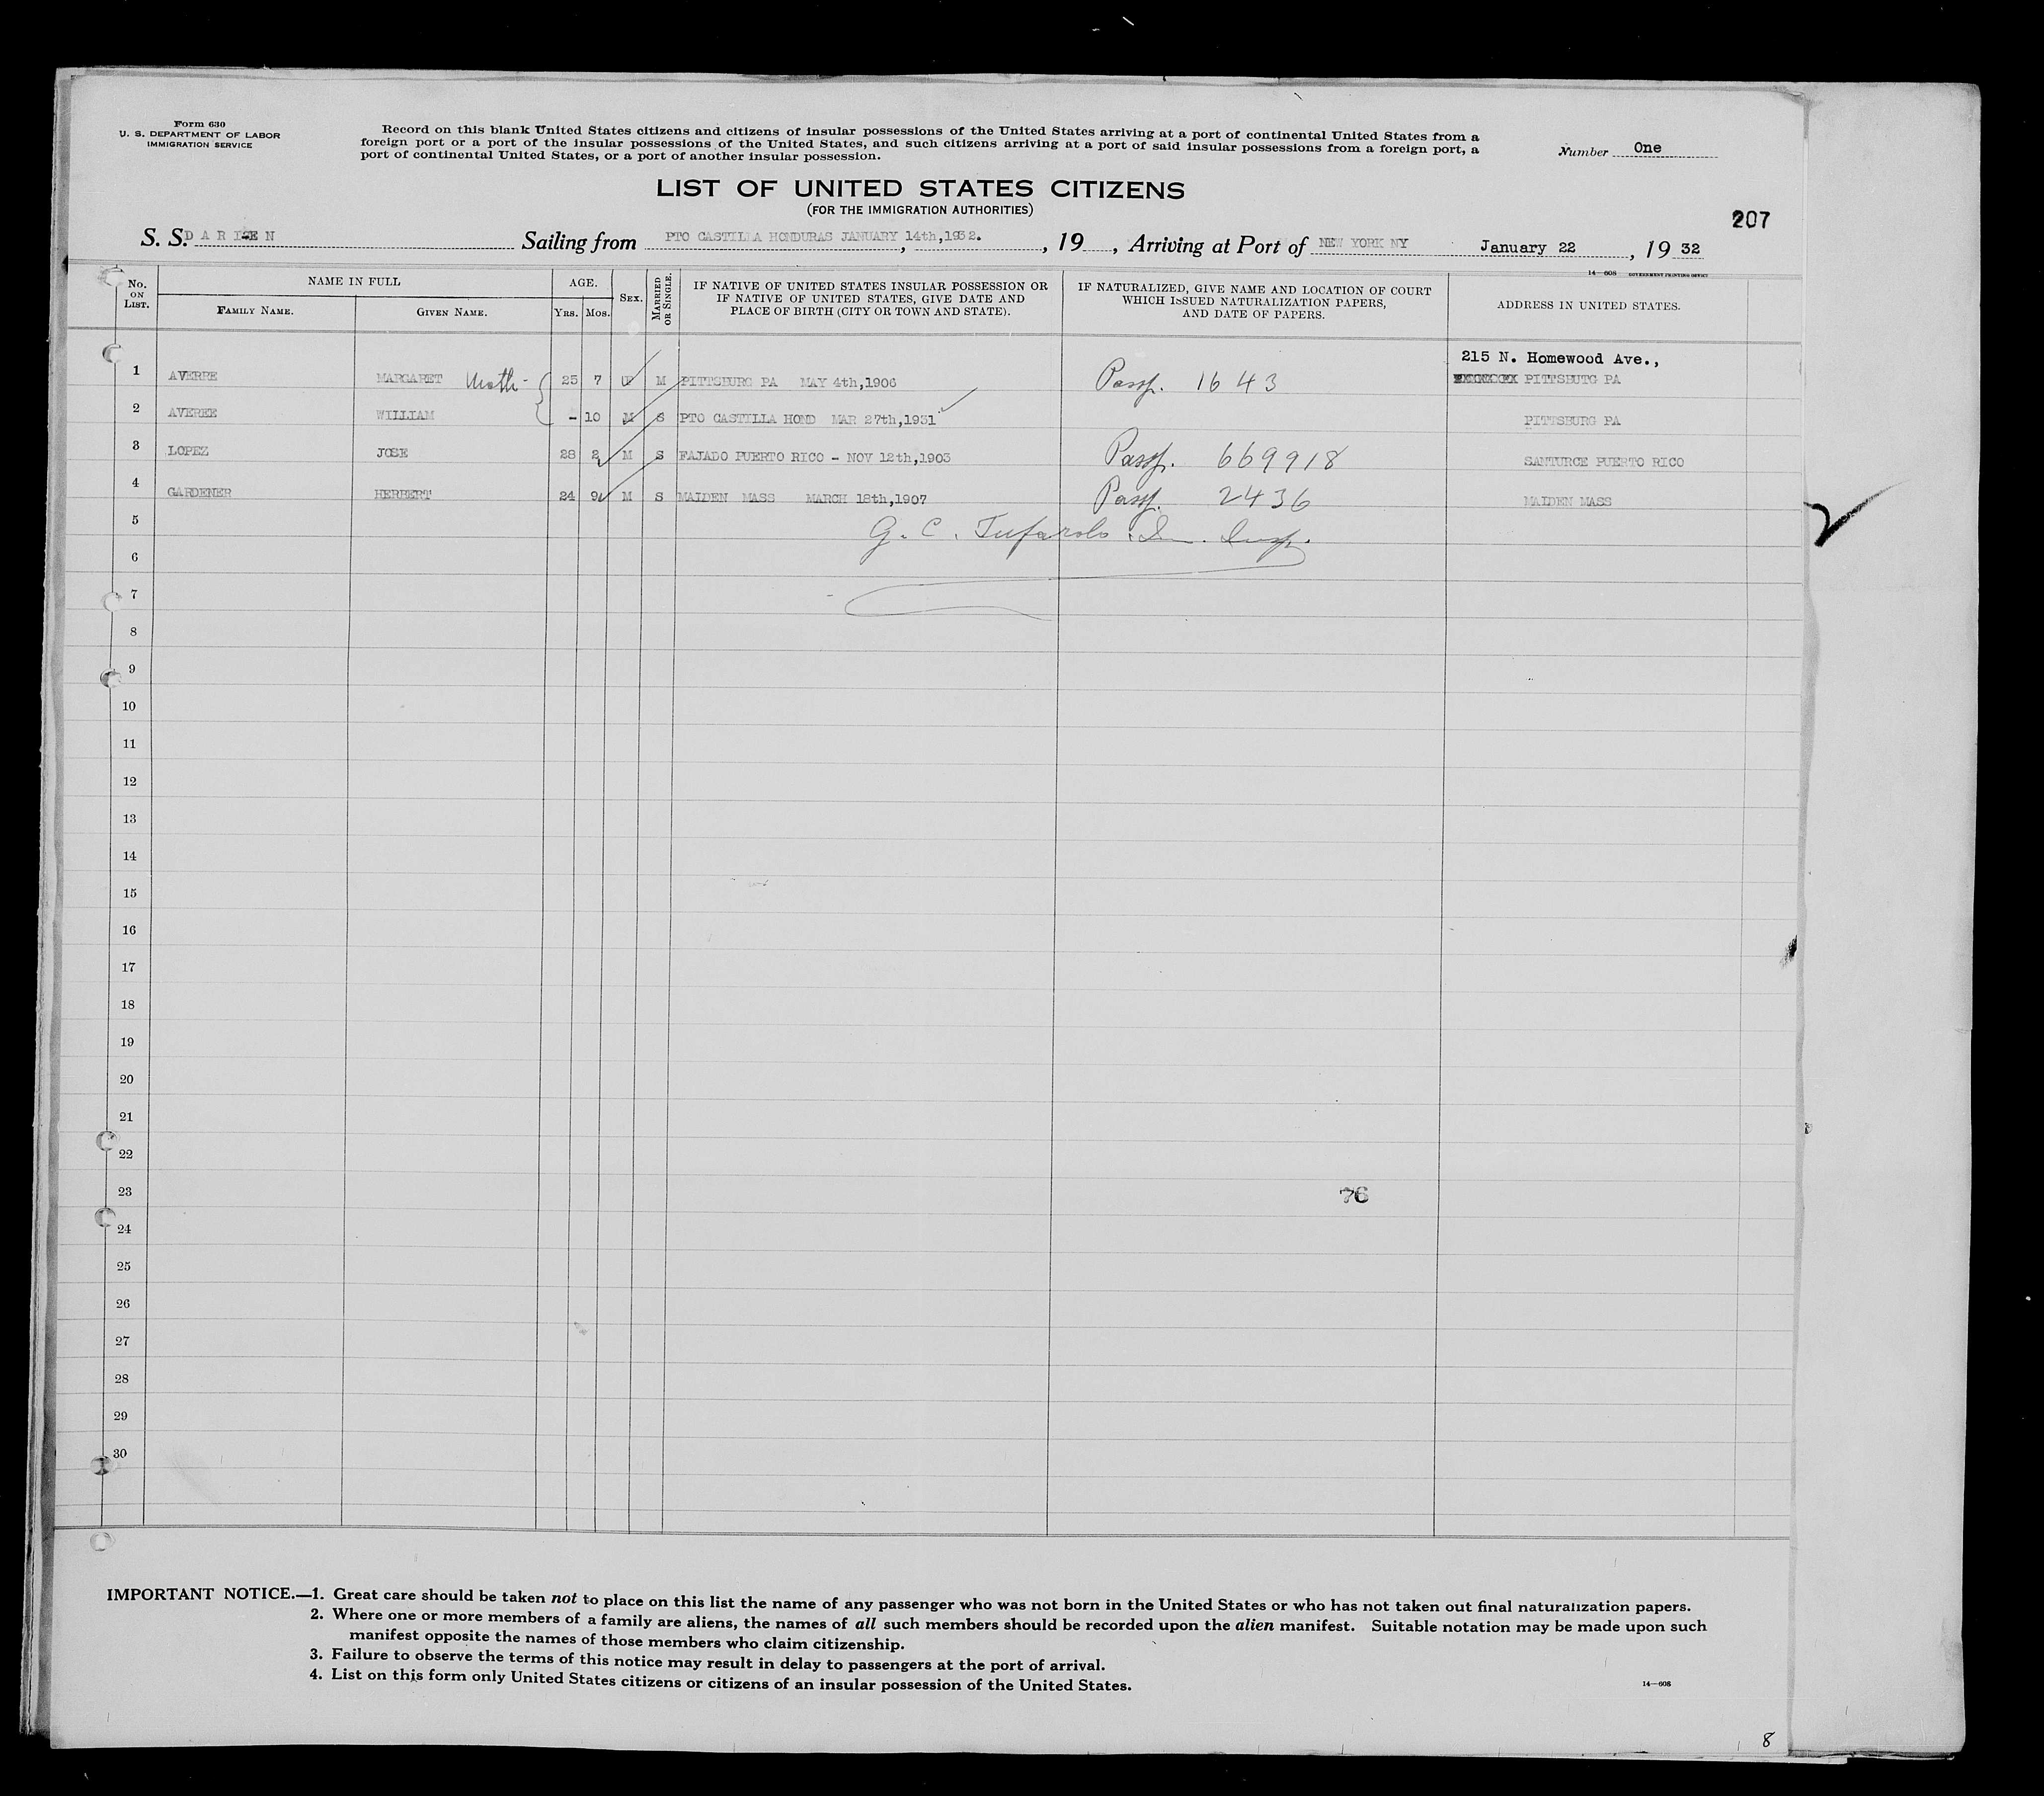 Form 630
U. S. DEPARTMENT OF LABOR
IMMIGRATION SERVICE
Record on this blank United States citizens and citizens of insular possessions of the United States arriving at a port of continental United States from a
foreign port or a port of the insular possessions of the United States, and such citizens arriving at a port of said insular possessions from a foreign port, a
port of continental United States, or a port of another insular possession.
Number One
LIST OF UNITED STATES CITIZENS
(FOR THE IMMIGRATION AUTHORITIES)
207
S. S. DARIEN Sailing from PTO CASTILLA HONDURAS JANUARY 14th,1932. , 19 , Arriving at Port of NEW YORK NY January 22 , 19 32
14—608 GOVERNMENT PRINTING OFFICE
No. ON LIST. NAME IN FULL AGE. SEX. MARRIED OR SINGLE. IF NATIVE OF UNITED STATES INSULAR POSSESSION OR IF NATIVE OF UNITED STATES, GIVE DATE AND PLACE OF BIRTH (CITY OR TOWN AND STATE). IF NATURALIZED, GIVE NAME AND LOCATION OF COURT WHICH ISSUED NATURALIZATION PAPERS, AND DATE OF PAPERS. ADDRESS IN UNITED STATES.
FAMILY NAME. GIVEN NAME. YRS. MOS.
215 N. Homewood Ave.,
1 AVERRE MARGARET Moth- 25 7 M PITTSBURG PA MAY 4th,1906 Passp. 1643 PITTSBUTG PA
2 AVEREE WILLIAM - 10 M S PTO CASTILLA HOND MAR 27th,1931 PITTSBURG PA
3 LOPEZ JOSE 28 2 M S FAJADO PUERTO RICO - NOV 12th,1903 Passp. 669918 SANTURCE PUERTO RICO
4 GARDENER HERBERT 24 9 M S MAIDEN MASS MARCH 18th,1907 Passp. 2436 MAIDEN MASS
5 G. C. Tufarolo Im. Insp.
6
7
8
9
10
11
12
13
14
15
16
17
18
19
20
21
22
23 76
24
25
26
27
28
29
30
IMPORTANT NOTICE.—1. Great care should be taken not to place on this list the name of any passenger who was not born in the United States or who has not taken out final naturalization papers.
2. Where one or more members of a family are aliens, the names of all such members should be recorded upon the alien manifest. Suitable notation may be made upon such
manifest opposite the names of those members who claim citizenship.
3. Failure to observe the terms of this notice may result in delay to passengers at the port of arrival.
4. List on this form only United States citizens or citizens of an insular possession of the United States.
14—608
8